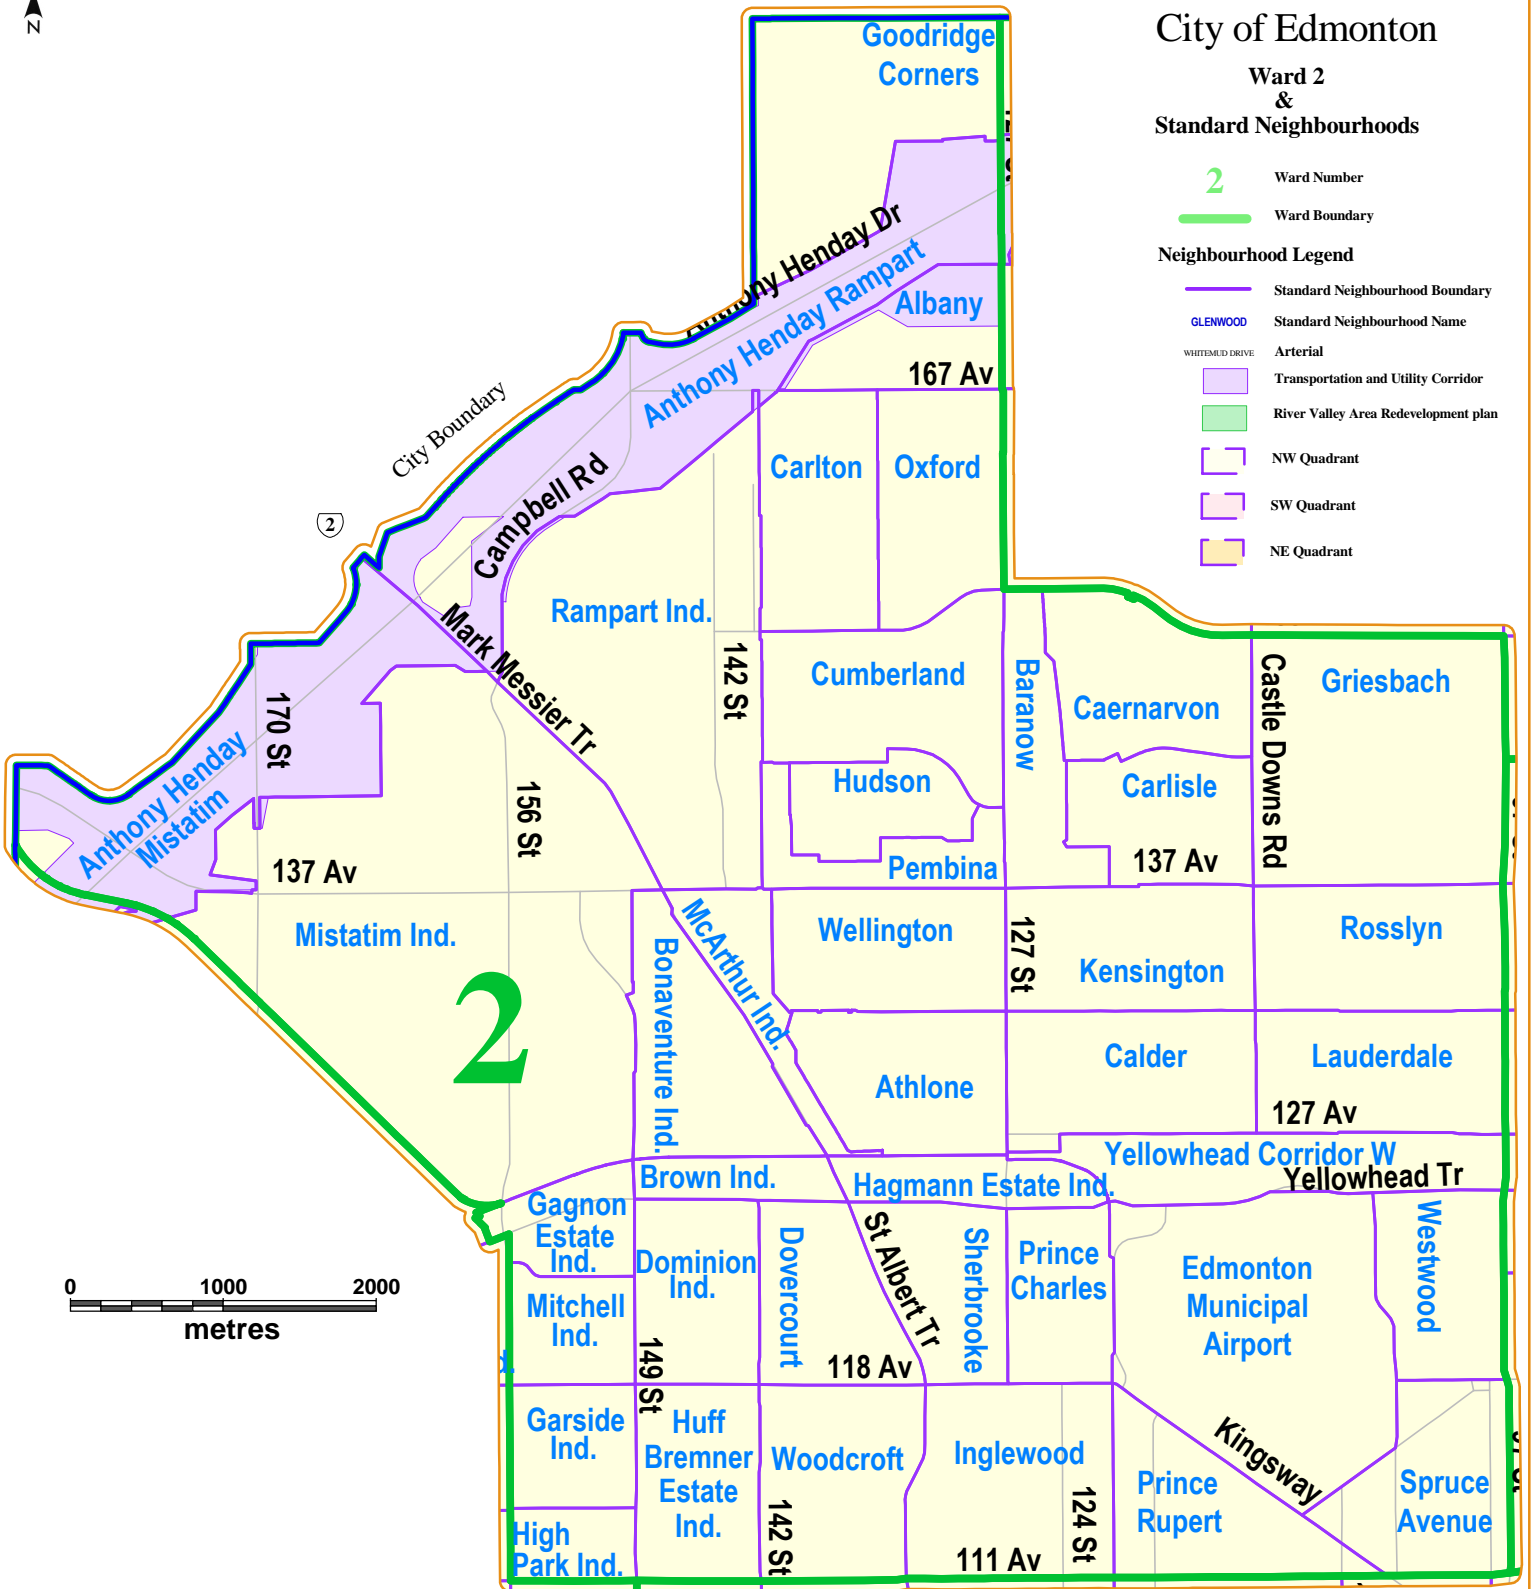 N
City of Edmonton
Ward 2
&
Standard Neighbourhoods
2 Ward Number
Ward Boundary
Neighbourhood Legend
Standard Neighbourhood Boundary
GLENWOOD Standard Neighbourhood Name
WHITEMUD DRIVE Arterial
Transportation and Utility Corridor
River Valley Area Redevelopment plan
NW Quadrant
SW Quadrant
NE Quadrant
Goodridge
Corners
Anthony Henday Dr
Anthony Henday Rampart
Albany
167 Av
City Boundary
2
Campbell Rd
Carlton
Oxford
Rampart Ind.
Mark Messier Tr
142 St
Cumberland
Baranow
Caernarvon
Castle Downs Rd
Griesbach
170 St
Anthony Henday
Mistatim
156 St
Hudson
Carlisle
Pembina
137 Av
137 Av
Mistatim Ind.
2
Bonaventure Ind.
McArthur Ind.
Wellington
127 St
Kensington
Rosslyn
Athlone
Calder
Lauderdale
127 Av
Yellowhead Corridor W
Yellowhead Tr
Brown Ind.
Hagmann Estate Ind.
Gagnon
Estate
Ind.
Dominion
Ind.
Dovercourt
St Albert Tr
Sherbrooke
Prince
Charles
Edmonton
Municipal
Airport
Westwood
Mitchell
Ind.
149 St
118 Av
0 1000 2000
metres
Garside
Ind.
Huff
Bremner
Estate
Ind.
Woodcroft
Inglewood
Kingsway
Prince
Rupert
Spruce
Avenue
High
Park Ind.
142 St
124 St
111 Av